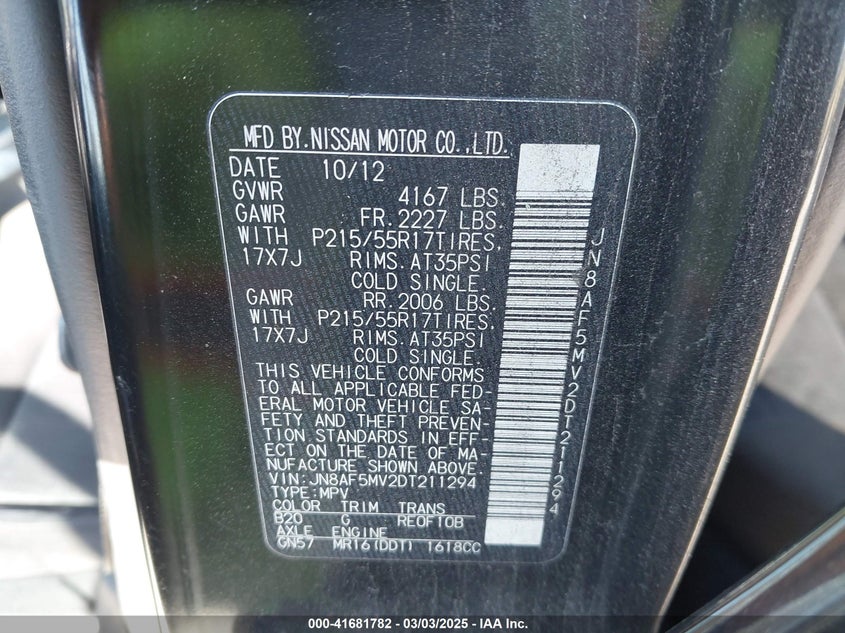 MFD BY.NISSAN MOTOR CO.,LTD.
DATE 10/12
GVWR 4167 LBS.
GAWR FR.2227 LBS.
WITH P215/55R17TIRES,
17X7J RIMS.AT35PSI
COLD SINGLE.
GAWR RR.2006 LBS.
WITH P215/55R17TIRES,
17X7J RIMS.AT35PSI
COLD SINGLE.
THIS VEHICLE CONFORMS
TO ALL APPLICABLE FED-
ERAL MOTOR VEHICLE SA-
FETY AND THEFT PREVEN-
TION STANDARDS IN EFF-
ECT ON THE DATE OF MA-
NUFACTURE SHOWN ABOVE.
VIN:JN8AF5MV2DT211294
TYPE:MPV
COLOR TRIM TRANS
B20 G REOF10B
AXLE ENGINE
GN57 MR16(DDT) 1618CC
JN8AF5MV2DT211294
000-41681782 — 03/03/2025 — IAA Inc.